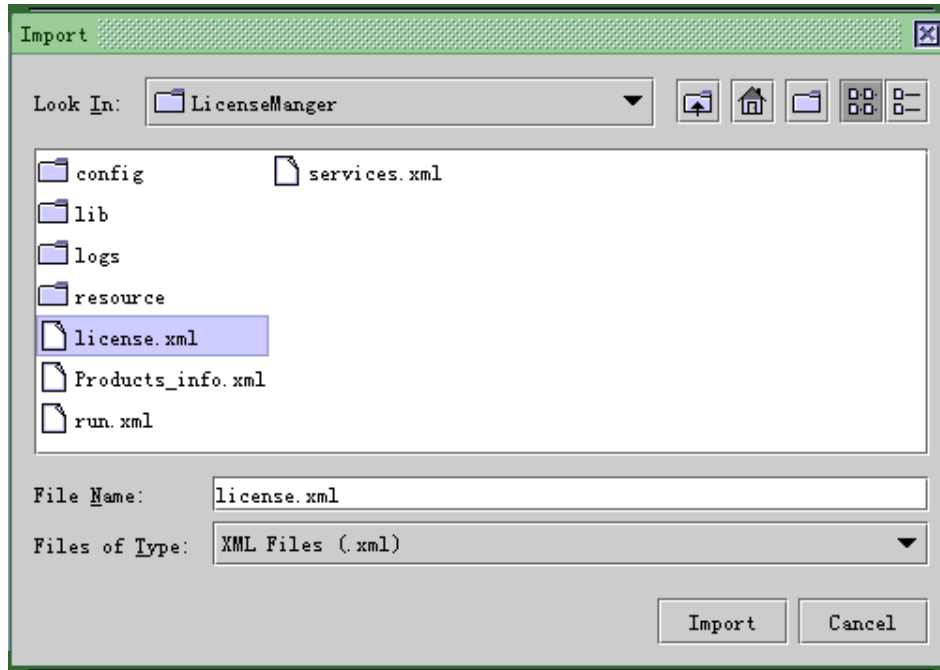 Import
Look In: LicenseManger
config
services.xml
lib
logs
resource
license.xml
Products_info.xml
run.xml
File Name: license.xml
Files of Type: XML Files (.xml)
Import Cancel